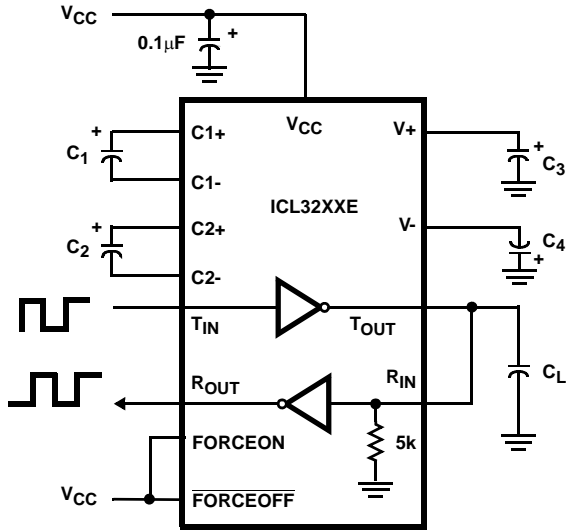 VCC
0.1μF +
C1+
VCC
V+
+
C1
+
C3
C1-
ICL32XXE
C2+
V-
+
C2
C4
+
C2-
TIN
TOUT
ROUT
RIN
CL
FORCEON
5k
VCC
FORCEOFF